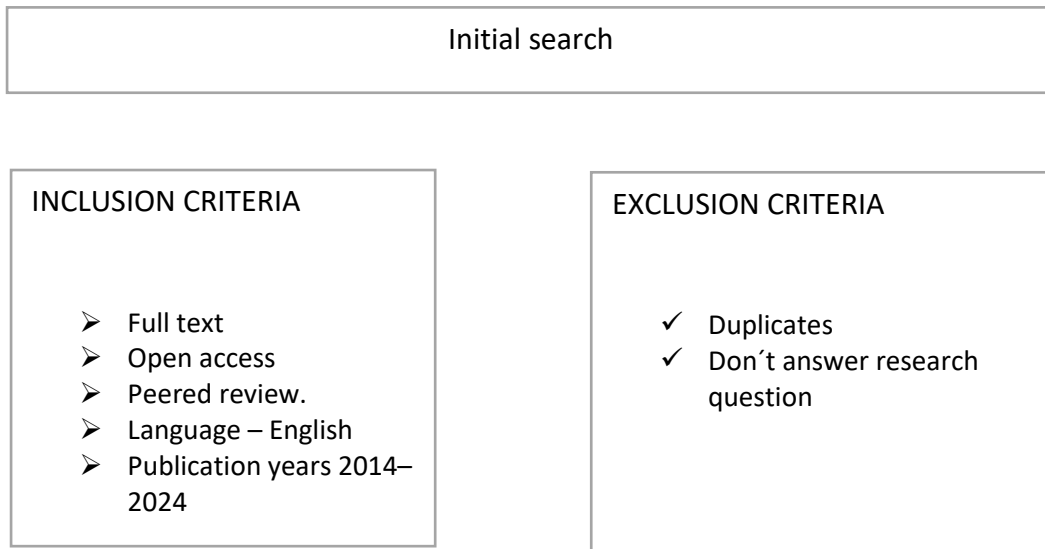 Initial search
INCLUSION CRITERIA
➢ Full text
➢ Open access
➢ Peered review.
➢ Language – English
➢ Publication years 2014–
2024
EXCLUSION CRITERIA
✓ Duplicates
✓ Don´t answer research
question